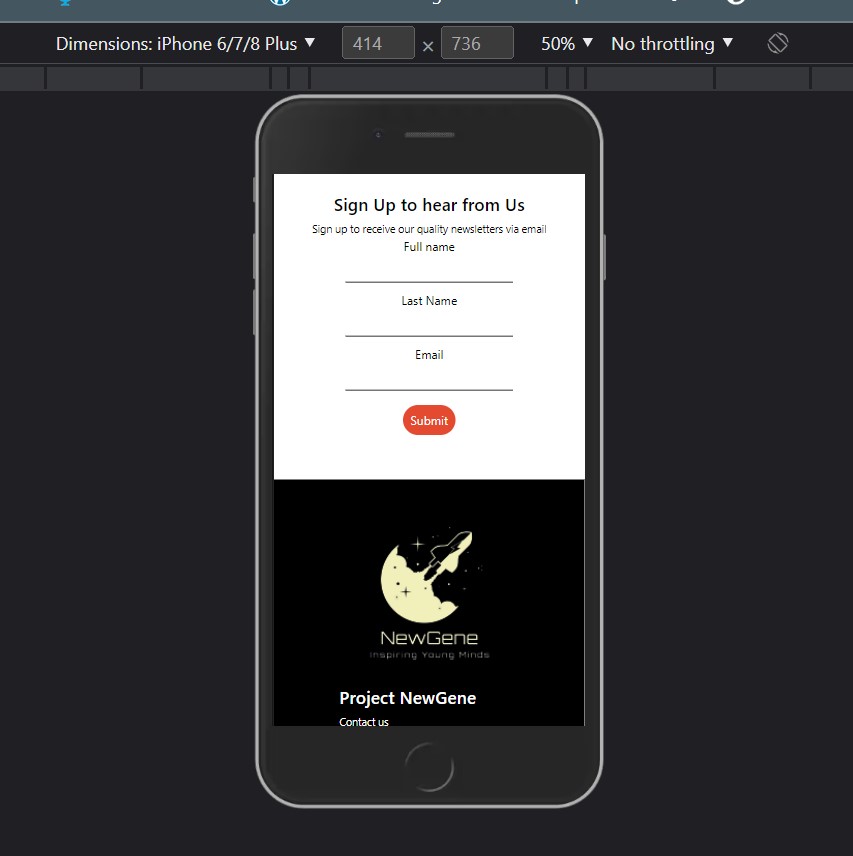 Dimensions: iPhone 6/7/8 Plus ▼ 414 × 736 50% ▼ No throttling ▼
Sign Up to hear from Us
Sign up to receive our quality newsletters via email
Full name
Last Name
Email
Submit
NewGene
Inspiring Young Minds
Project NewGene
Contact us